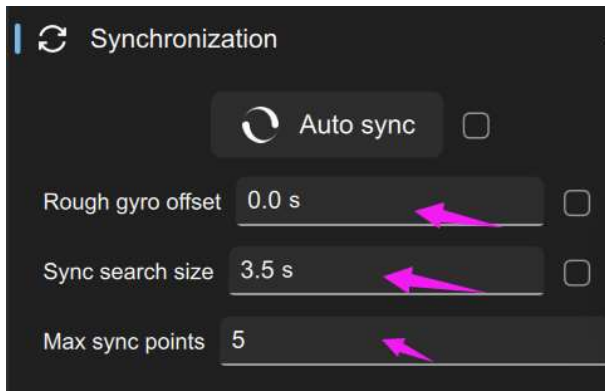 Synchronization
Auto sync
Rough gyro offset 0.0 s
Sync search size 3.5 s
Max sync points 5